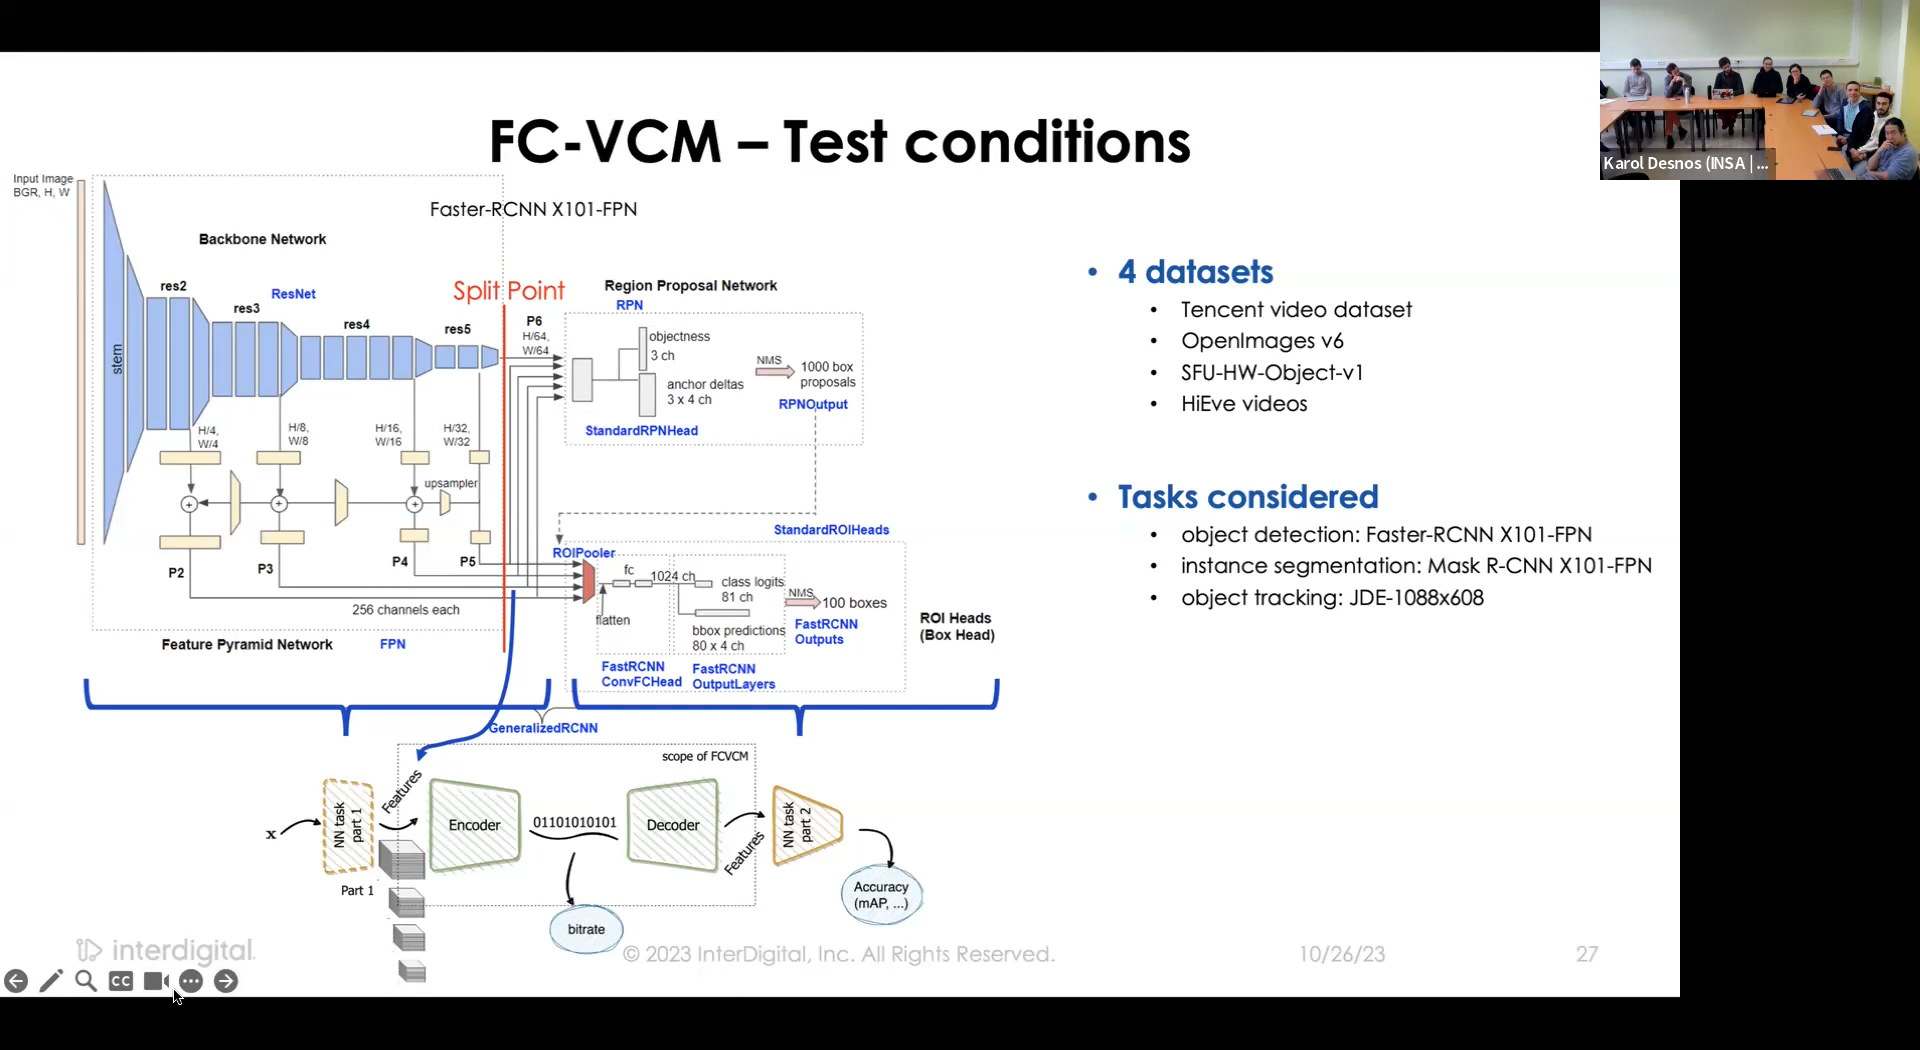 FC-VCM – Test conditions
Karol Desnos (INSA | ...
Input Image
BGR, H, W
Faster-RCNN X101-FPN
Backbone Network
Split Point
Region Proposal Network
RPN
res2
ResNet
res3
res4
res5
stem
P6
H/64,
W/64
objectness
3 ch
anchor deltas
3 x 4 ch
NMS
1000 box
proposals
RPNOutput
StandardRPNHead
H/4,
W/4
H/8,
W/8
H/16,
W/16
H/32,
W/32
upsampler
P2
P3
P4
P5
256 channels each
Feature Pyramid Network
FPN
StandardROIHeads
ROIPooler
fc
1024 ch
flatten
class logits
81 ch
bbox predictions
80 x 4 ch
NMS
100 boxes
FastRCNN
Outputs
FastRCNN
ConvFCHead
FastRCNN
OutputLayers
ROI Heads
(Box Head)
GeneralizedRCNN
scope of FCVCM
x
NN task
part 1
Part 1
Features
Encoder
01101010101
Decoder
Features
NN task
part 2
bitrate
Accuracy
(mAP, ...)
• 4 datasets
• Tencent video dataset
• OpenImages v6
• SFU-HW-Object-v1
• HiEve videos
• Tasks considered
• object detection: Faster-RCNN X101-FPN
• instance segmentation: Mask R-CNN X101-FPN
• object tracking: JDE-1088x608
interdigital.
© 2023 InterDigital, Inc. All Rights Reserved.
10/26/23
27
CC